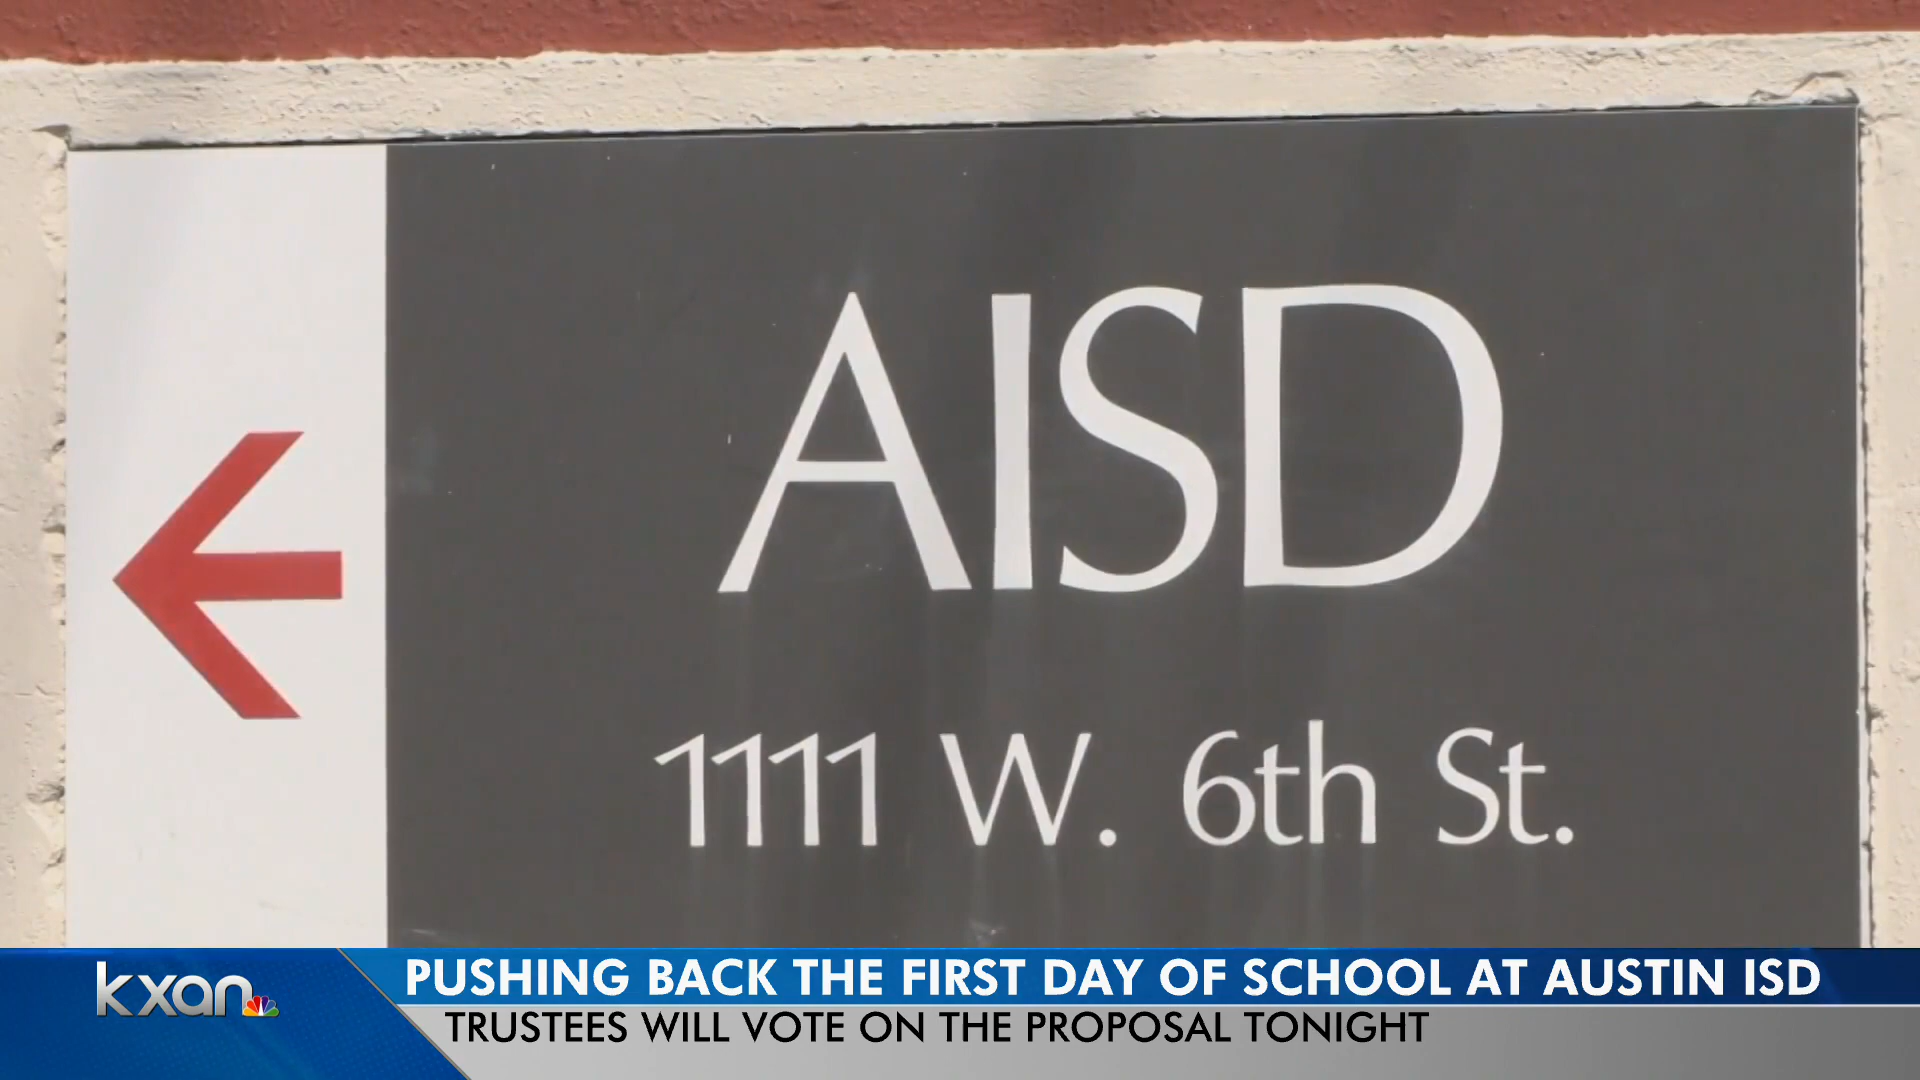 AISD
1111 W. 6th St.
kxan
PUSHING BACK THE FIRST DAY OF SCHOOL AT AUSTIN ISD
TRUSTEES WILL VOTE ON THE PROPOSAL TONIGHT